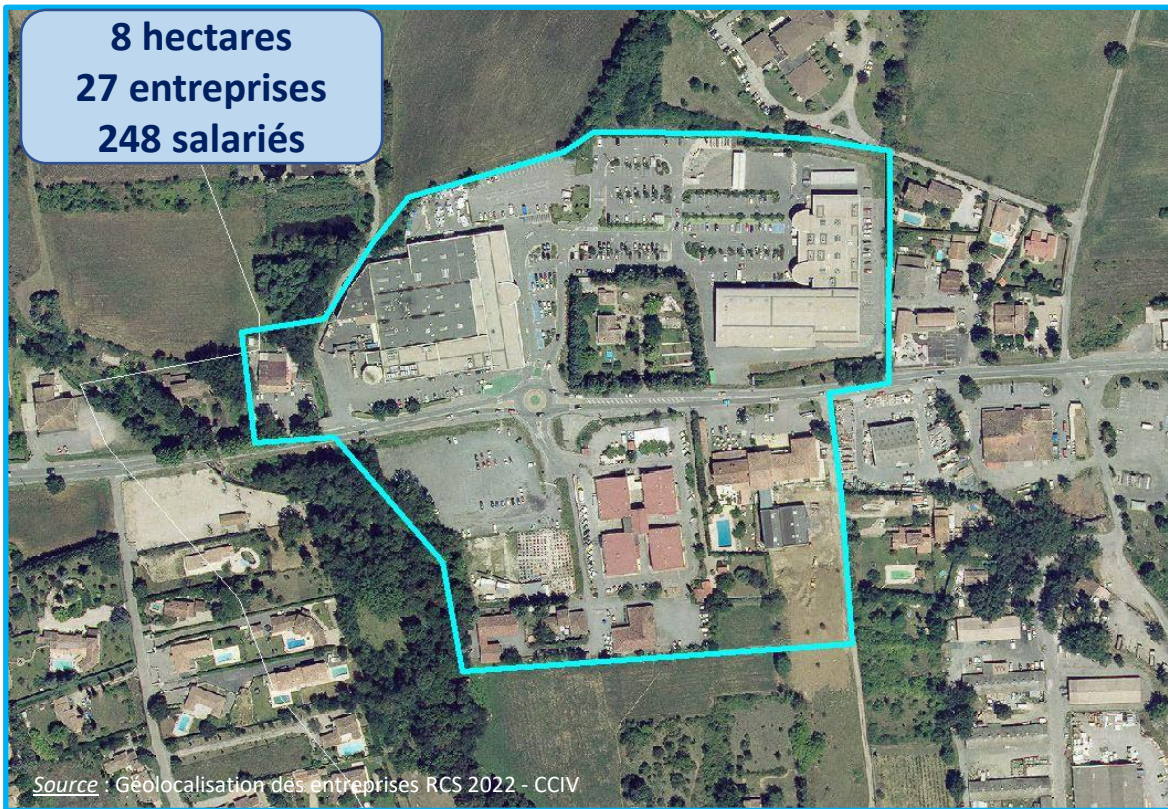 8 hectares
27 entreprises
248 salariés
Source : Géolocalisation des entreprises RCS 2022 - CCIV